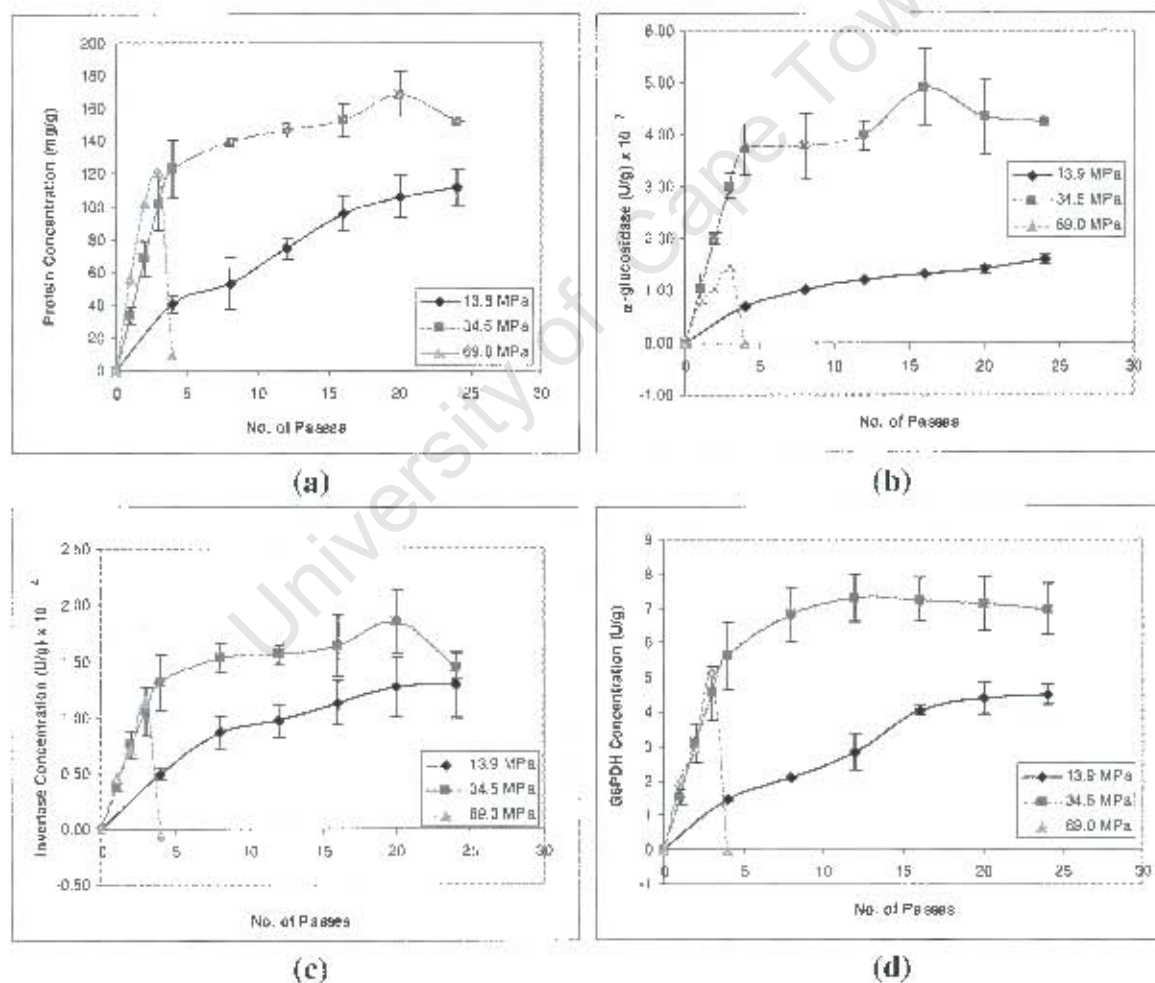 200
180
160
140
120
100
80
60
40
20
0
Protein Concentration (mg/g)
0 5 10 15 20 25 30
No. of Passes
13.9 MPa
34.5 MPa
69.0 MPa
(a)
6.00
5.00
4.00
3.00
2.00
1.00
0.00
-1.00
α-glucosidase (U/g) x 10
0 5 10 15 20 25 30
No. of Passes
13.9 MPa
34.5 MPa
69.0 MPa
(b)
2.50
2.00
1.50
1.00
0.50
0.00
-0.50
Invertase Concentration (U/g) x 10
0 5 10 15 20 25 30
No. of Passes
13.9 MPa
34.5 MPa
69.0 MPa
(c)
9
8
7
6
5
4
3
2
1
0
-1
G6PDH Concentration (U/g)
0 5 10 15 20 25 30
No. of Passes
13.9 MPa
34.5 MPa
69.0 MPa
(d)
University of Cape Tow